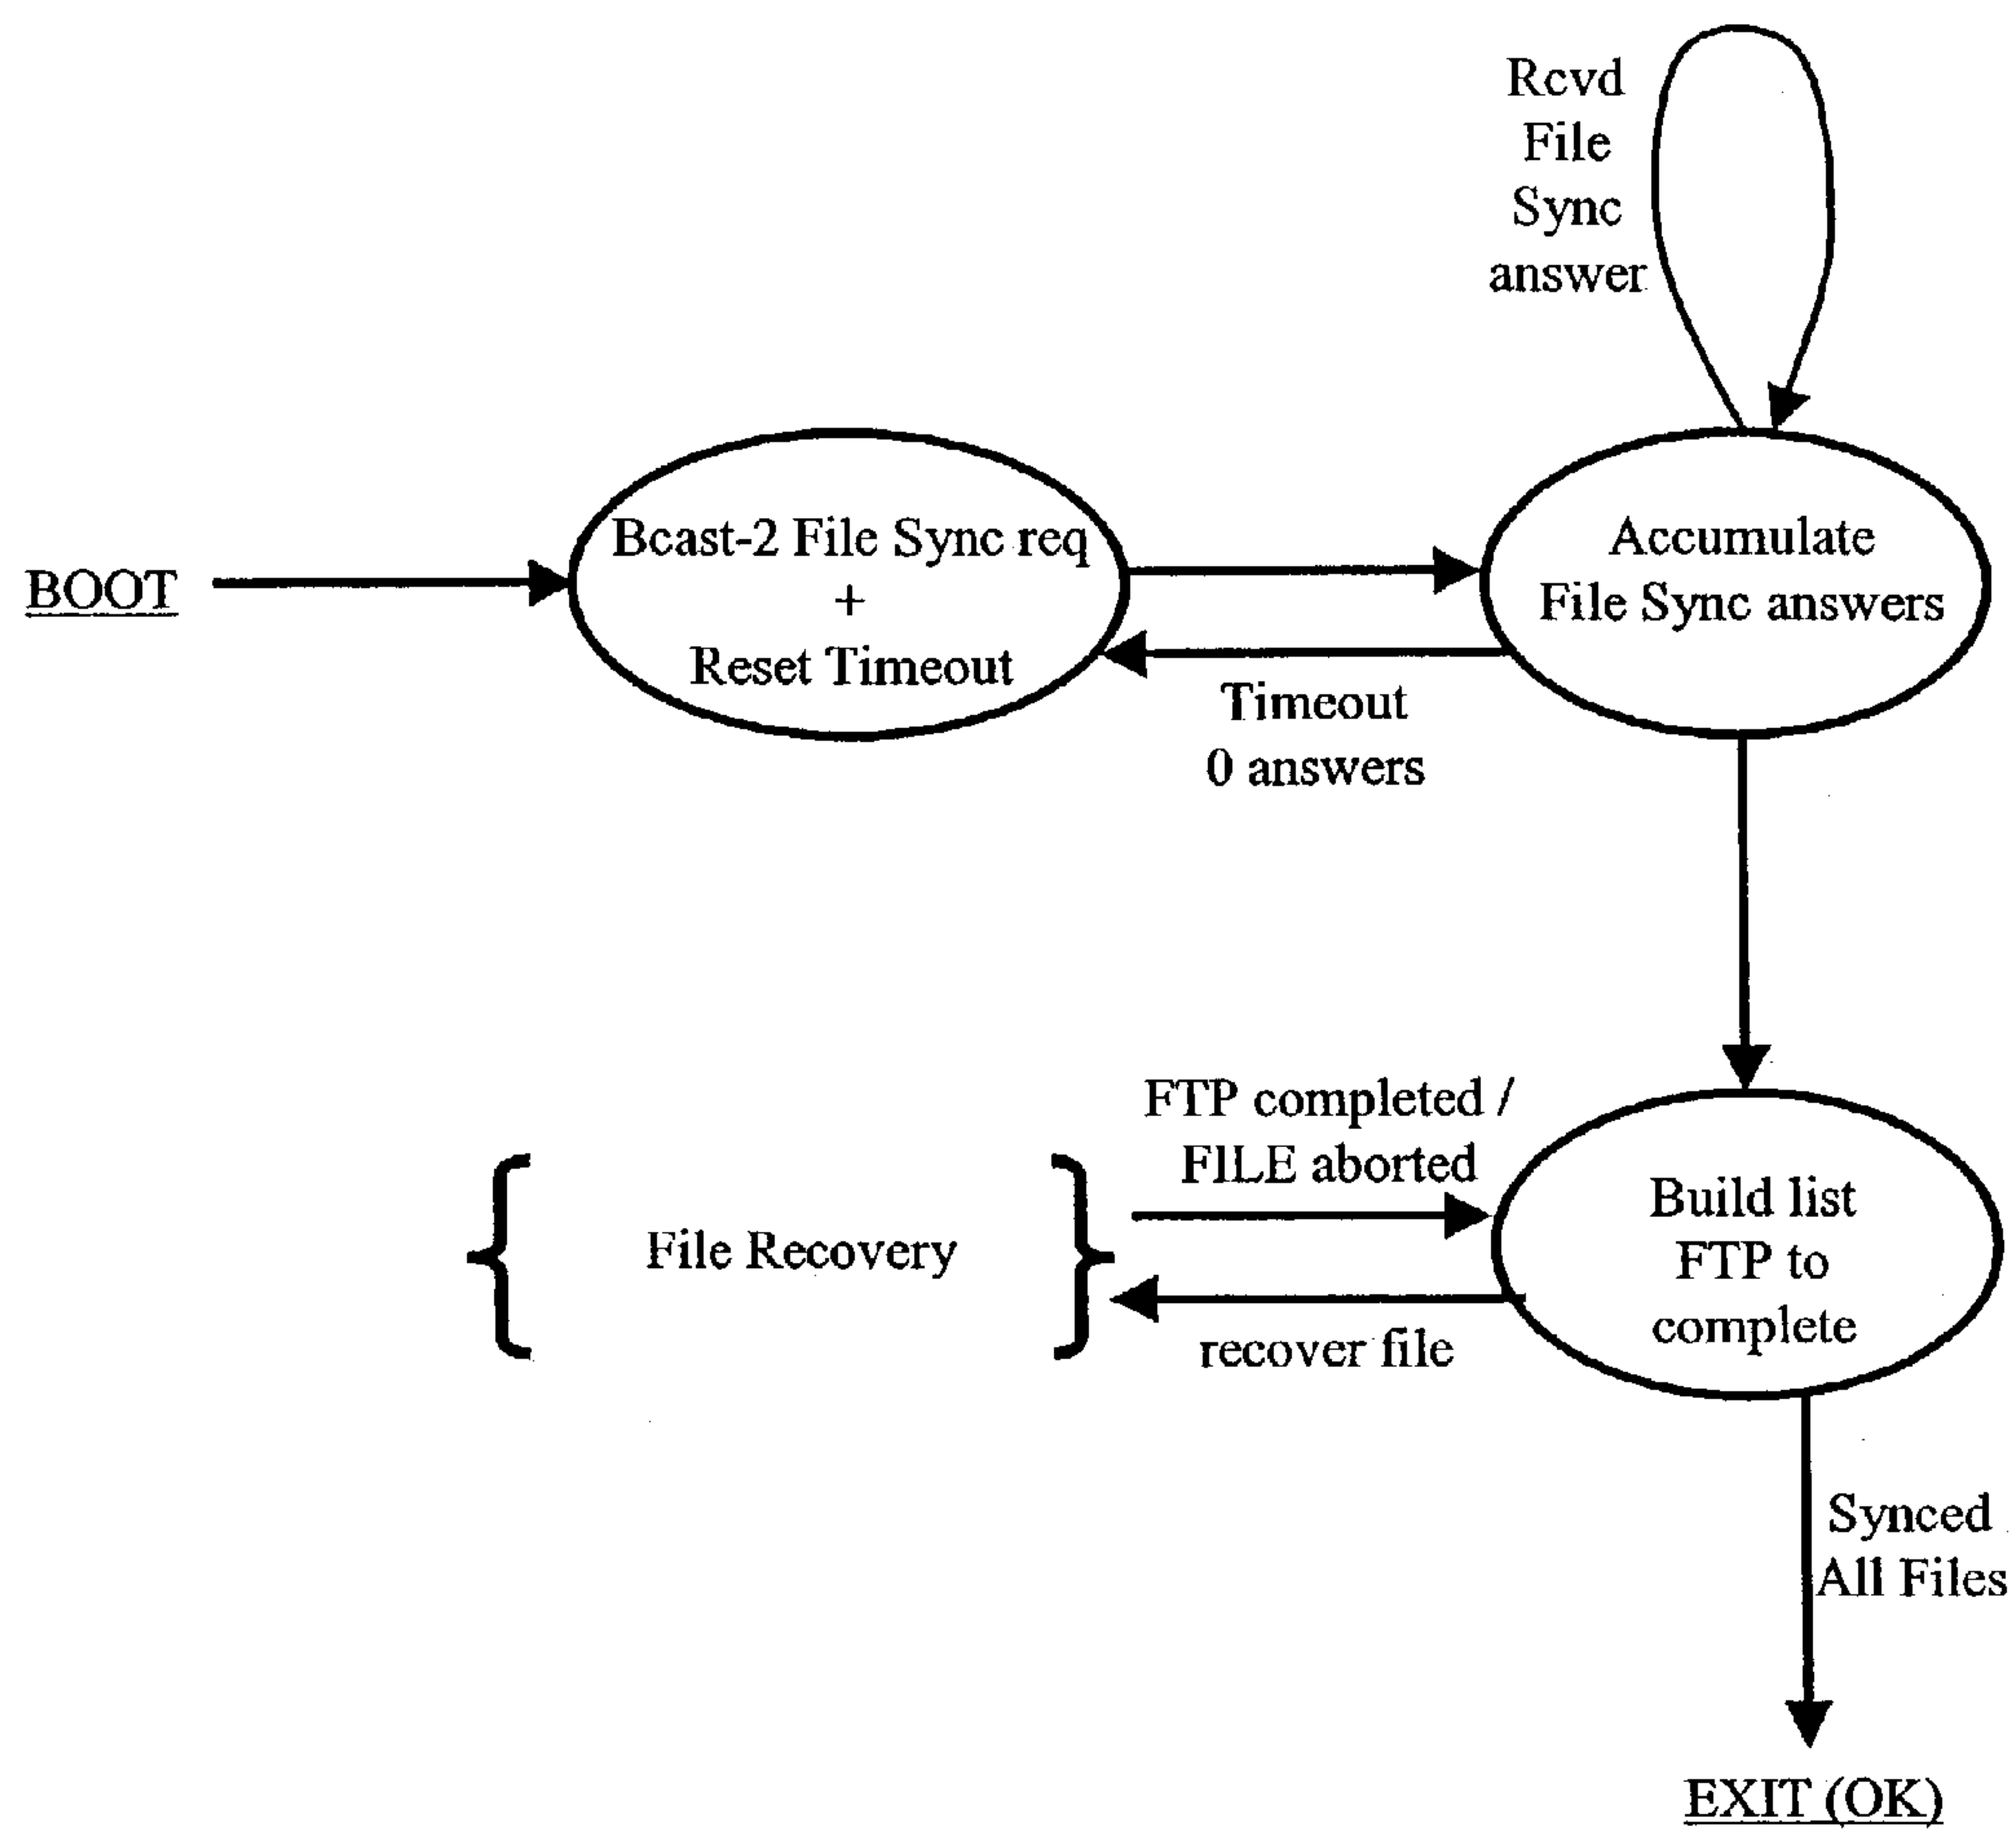 Rcvd
File
Sync
answer
BOOT
Bcast-2 File Sync req
+
Reset Timeout
Accumulate
File Sync answers
Timeout
0 answers
FTP completed /
FILE aborted
File Recovery
recover file
Build list
FTP to
complete
Synced
All Files
EXIT (OK)